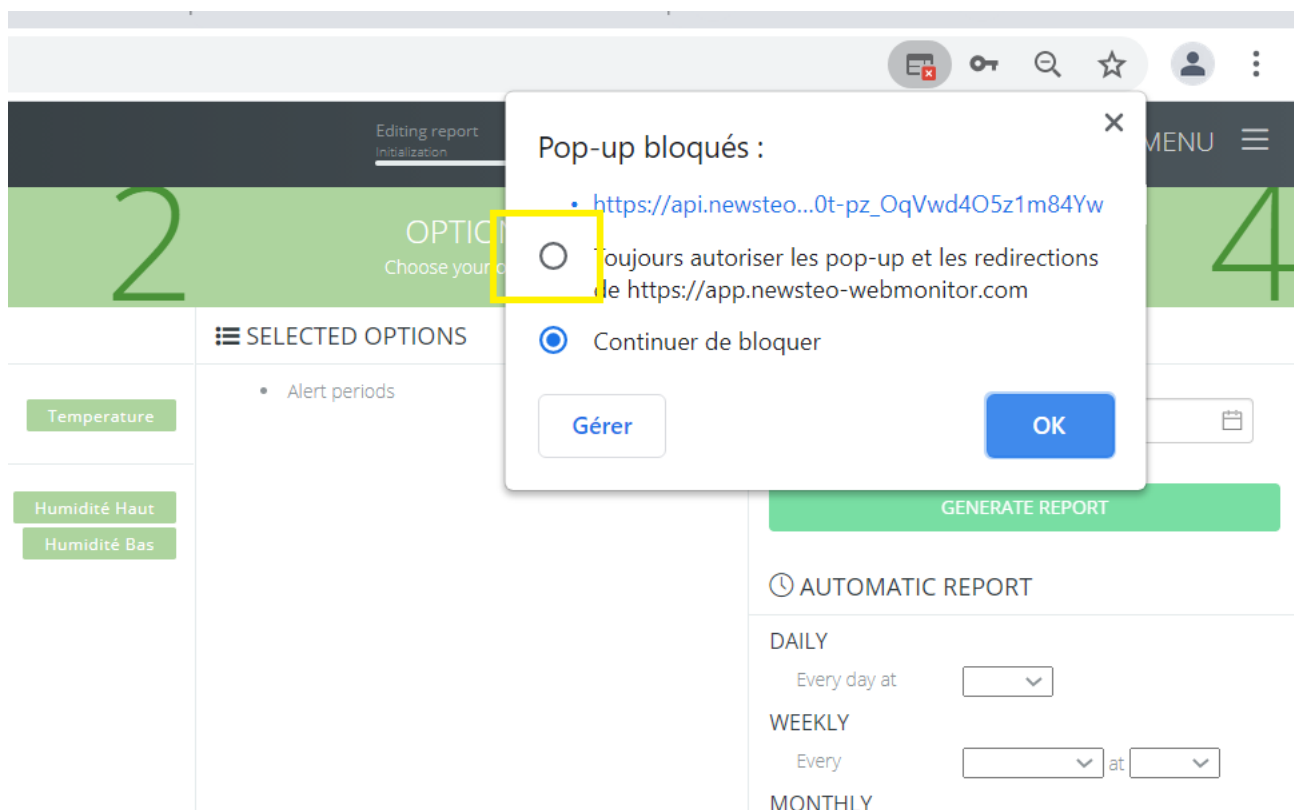 Editing report
Initialization
MENU
Pop-up bloqués :
https://api.newsteo...0t-pz_OqVwd4O5z1m84Yw
Toujours autoriser les pop-up et les redirections
de https://app.newsteo-webmonitor.com
Continuer de bloquer
Gérer
OK
2
OPTION
Choose your
4
SELECTED OPTIONS
Alert periods
Temperature
Humidité Haut
Humidité Bas
GENERATE REPORT
AUTOMATIC REPORT
DAILY
Every day at
WEEKLY
Every
at
MONTHLY